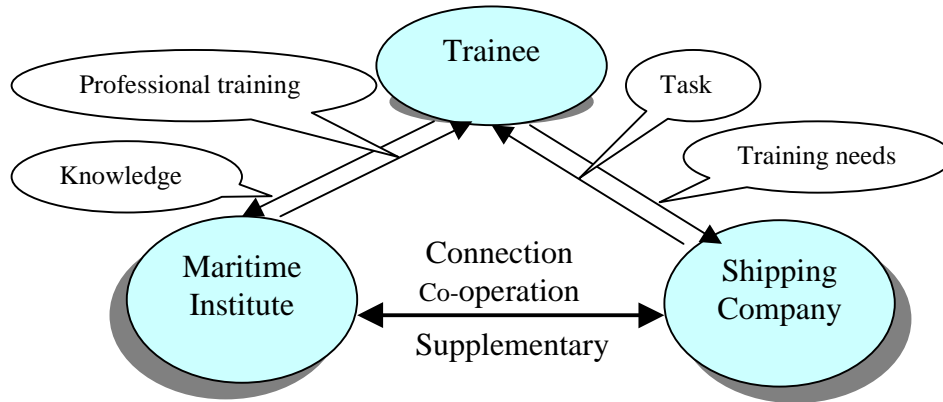 Trainee
Professional training
Task
Knowledge
Training needs
Maritime
Institute
Connection
Co-operation
Supplementary
Shipping
Company